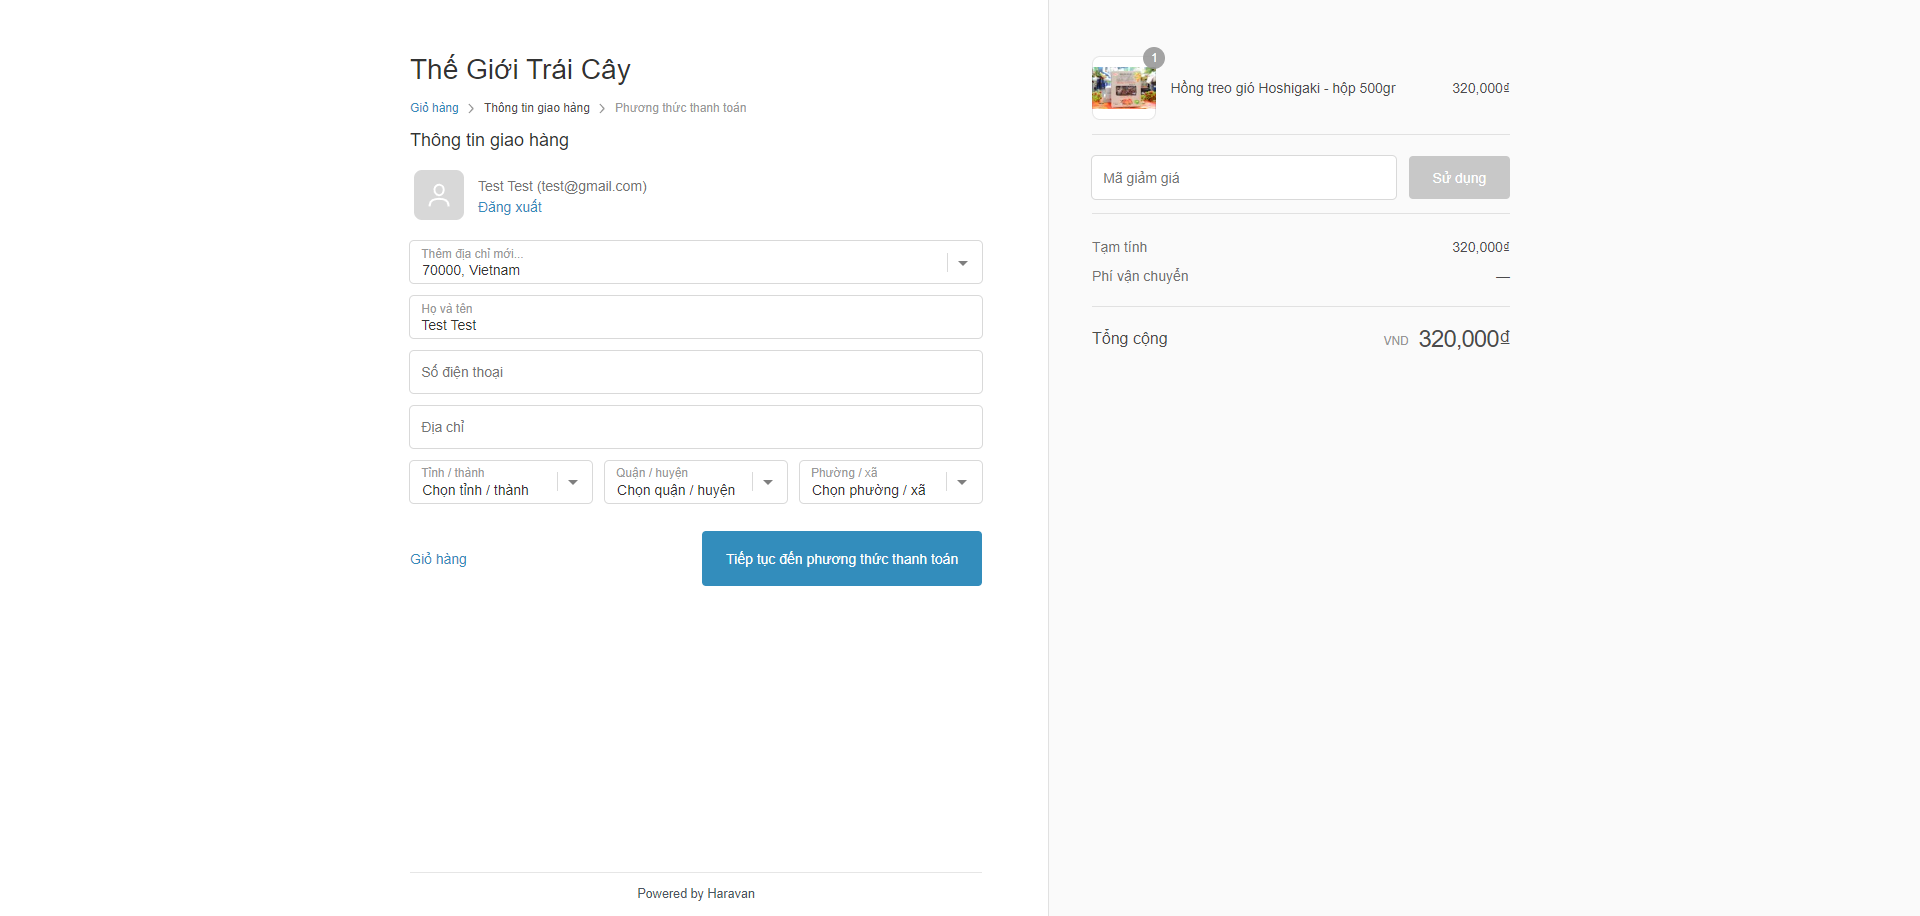 Thế Giới Trái Cây
Giỏ hàng
Thông tin giao hàng
Phương thức thanh toán
Thông tin giao hàng
Test Test (test@gmail.com)
Đăng xuất
Thêm địa chỉ mới...
70000, Vietnam
Họ và tên
Test Test
Số điện thoại
Địa chỉ
Tỉnh / thành
Chọn tỉnh / thành
Quận / huyện
Chọn quận / huyện
Phường / xã
Chọn phường / xã
Giỏ hàng
Tiếp tục đến phương thức thanh toán
Powered by Haravan
1
Hồng treo gió Hoshigaki - hộp 500gr
320,000₫
Mã giảm giá
Sử dụng
Tạm tính
320,000₫
Phí vận chuyển
—
Tổng cộng
VND 320,000₫